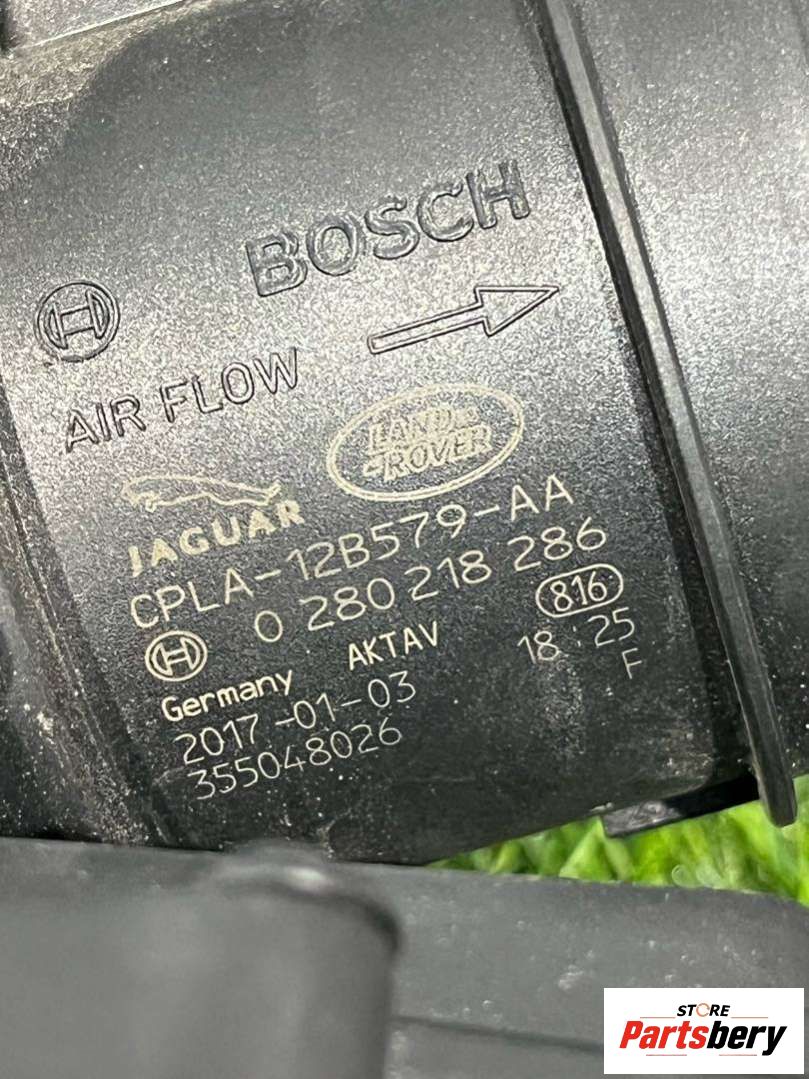 BOSCH
AIR FLOW
JAGUAR
LAND ROVER
CPLA-12B579-AA
0 280 218 286
Germany AKTAV
816
2017-01-03
18:25
355048026
F
STORE
Partsbery